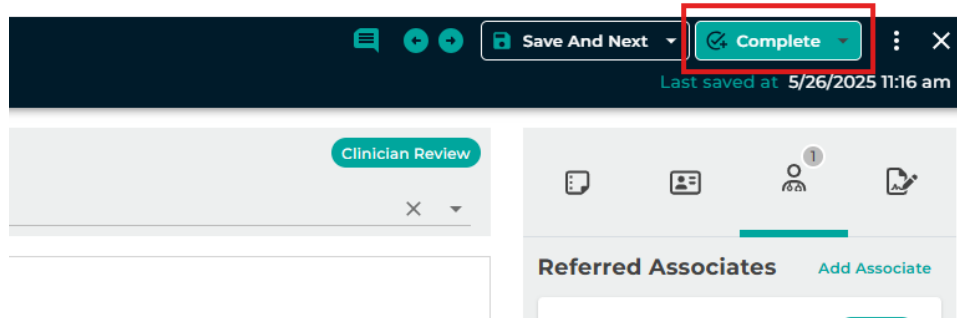 Save And Next
Complete
Last saved at 5/26/2025 11:16 am
Clinician Review
1
Referred Associates
Add Associate